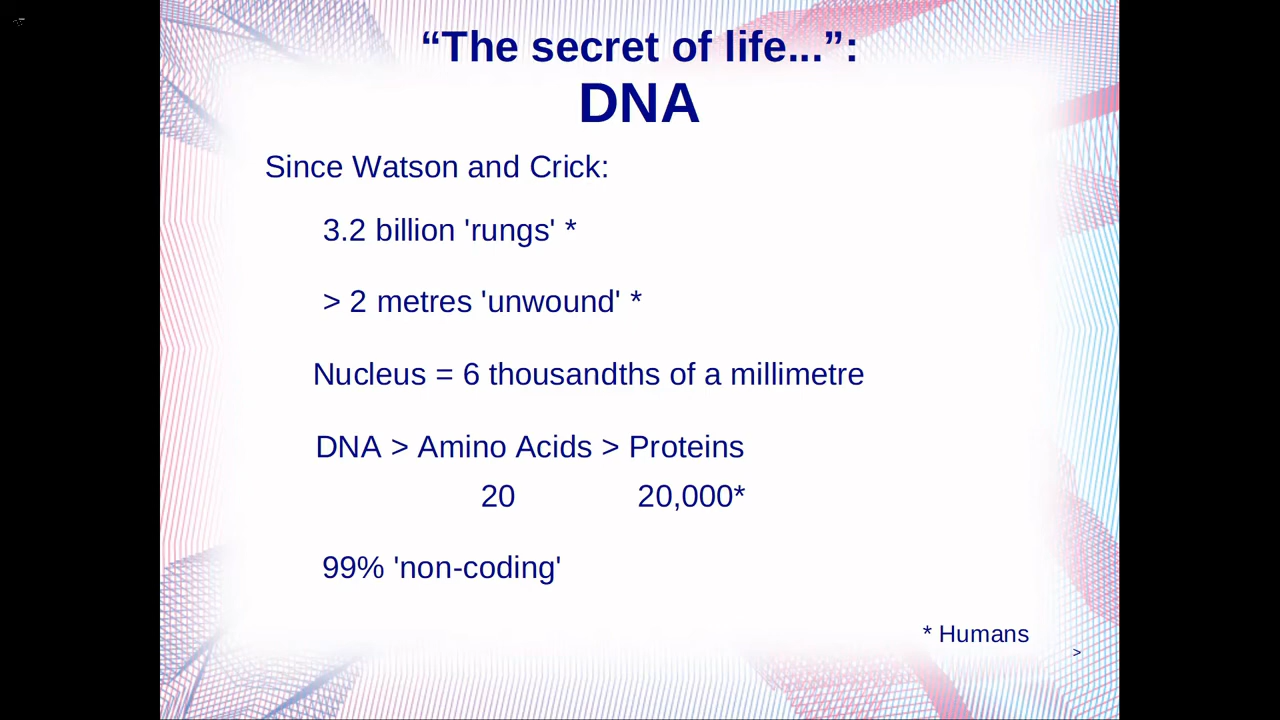 “The secret of life...”:
DNA
Since Watson and Crick:
3.2 billion 'rungs' *
> 2 metres 'unwound' *
Nucleus = 6 thousandths of a millimetre
DNA > Amino Acids > Proteins
20 20,000*
99% 'non-coding'
* Humans
>